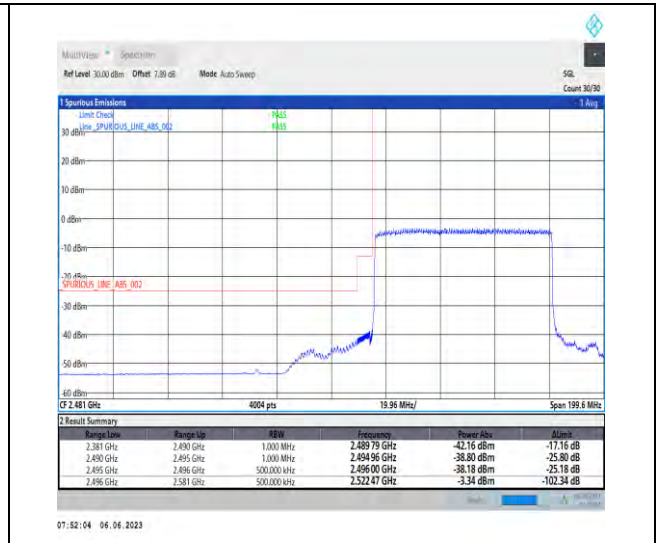 MultiView Spectrum
Ref Level 30.00 dBm Offset 7.89 dB Mode Auto Sweep SGL
Count 30/30
1 Spurious Emissions 1 Avg
Limit Check PASS
Line _SPURIOUS_LINE_ABS_002 PASS
30 dBm
20 dBm
10 dBm
0 dBm
-10 dBm
-20 dBm
SPURIOUS_LINE_ABS_002
-30 dBm
-40 dBm
-50 dBm
-60 dBm
CF 2.481 GHz 4004 pts 19.96 MHz/ Span 199.6 MHz
2 Result Summary
Range Low Range Up RBW Frequency Power Abs ΔLimit
2.381 GHz 2.490 GHz 1.000 MHz 2.489 79 GHz -42.16 dBm -17.16 dB
2.490 GHz 2.495 GHz 1.000 MHz 2.494 96 GHz -38.80 dBm -25.80 dB
2.495 GHz 2.496 GHz 500.000 kHz 2.496 00 GHz -38.18 dBm -25.18 dB
2.496 GHz 2.581 GHz 500.000 kHz 2.522 47 GHz -3.34 dBm -102.34 dB
07:52:04 06.06.2023